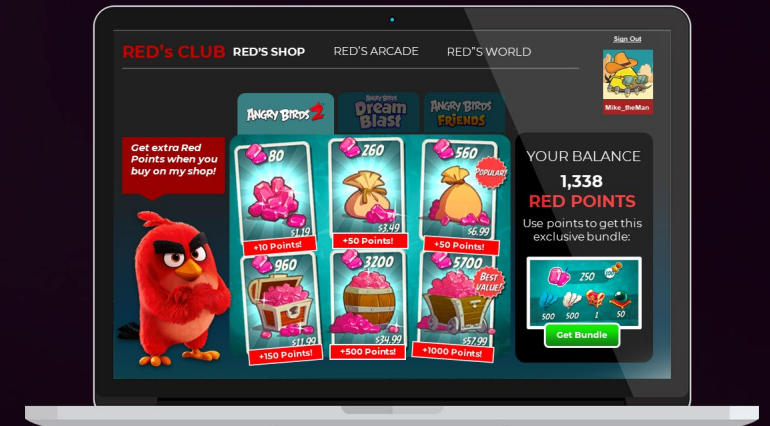 Sign Out
RED's CLUB RED'S SHOP RED'S ARCADE RED"S WORLD
Mike_theMan
ANGRY BIRDS 2
ANGRY BIRDS
Dream
Blast
ANGRY BIRDS
FRIENDS
Get extra Red
Points when you
buy on my shop!
80
$1.19
+10 Points!
260
$3.49
+50 Points!
560
POPULAR!
$6.99
+50 Points!
960
$11.99
+150 Points!
3200
$34.99
+500 Points!
5700
BEST
VALUE!
$57.99
+1000 Points!
YOUR BALANCE
1,338
RED POINTS
Use points to get this
exclusive bundle:
250
500 500 1 50
Get Bundle